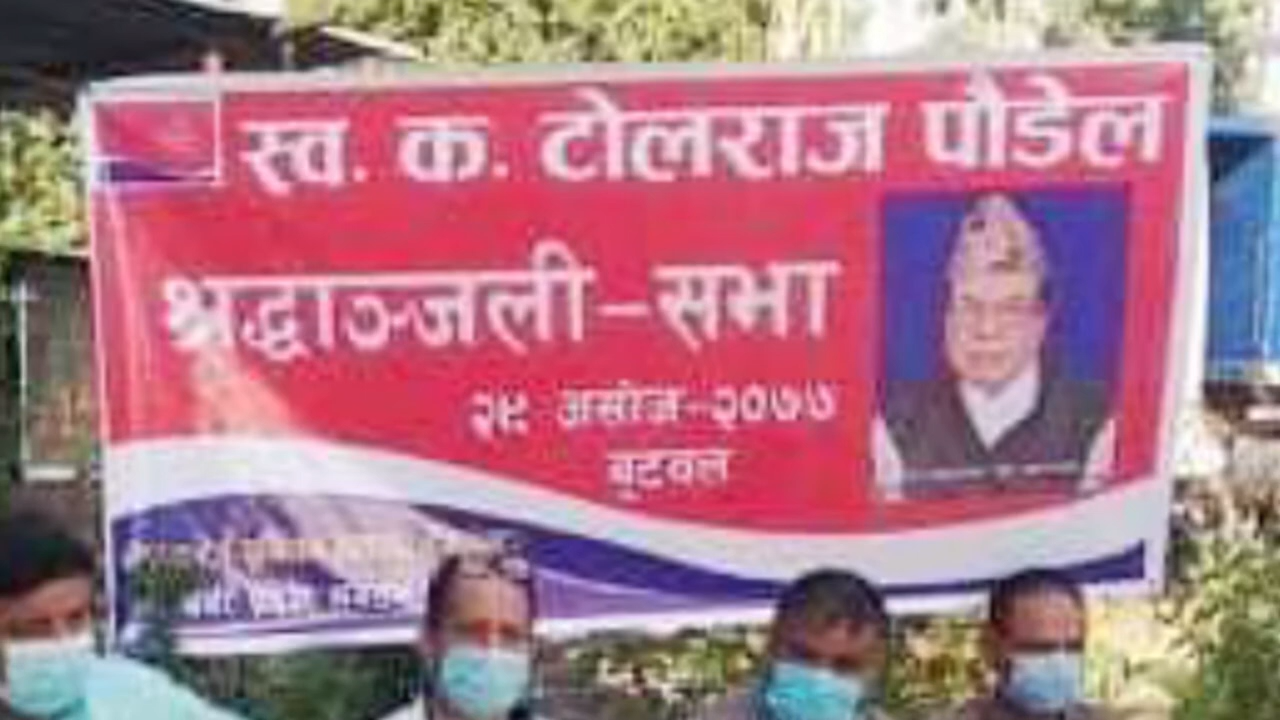 स्व. क. टोलराज पौडेल
श्रद्धाञ्जली-सभा
२९ असोज-२०७७
बुटवल